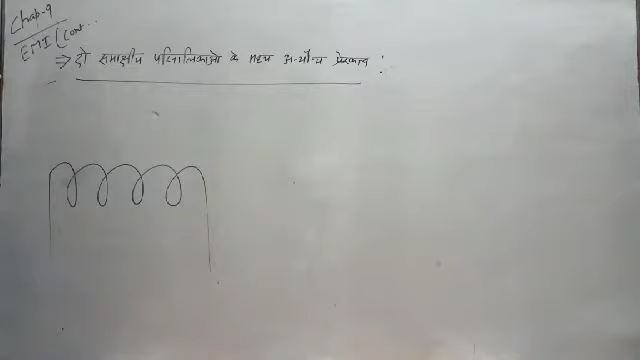 Chap-9
EMI (Cont...
⇒ दो समाक्षीय परिनालिकाओ के मध्य अन्योन्य प्रेरकत्व :